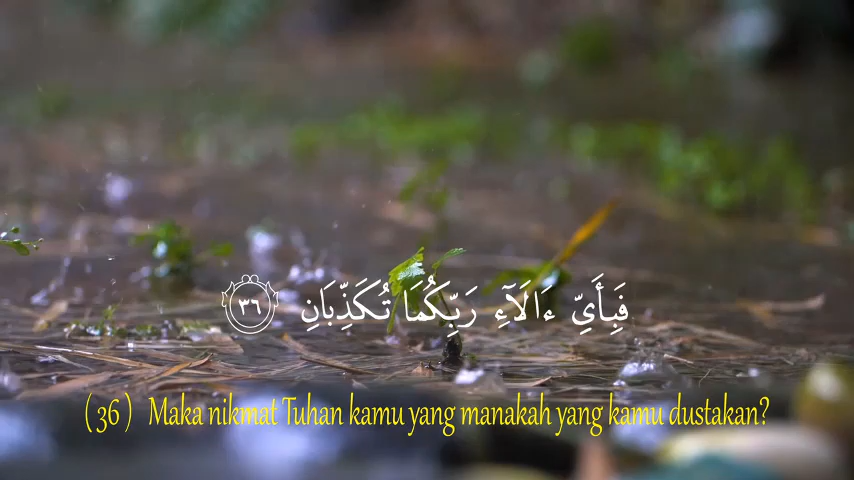 فَبِأَيِّ ءَالَآءِ رَبِّكُمَا تُكَذِّبَانِ ٣٦
( 36 ) Maka nikmat Tuhan kamu yang manakah yang kamu dustakan?